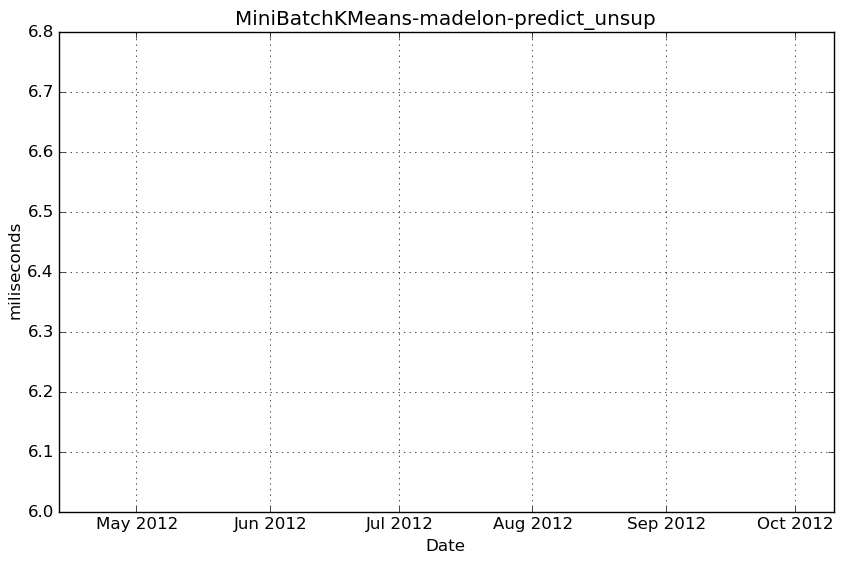 MiniBatchKMeans-madelon-predict_unsup
6.8
6.7
6.6
6.5
6.4
6.3
6.2
6.1
6.0
miliseconds
May 2012 Jun 2012 Jul 2012 Aug 2012 Sep 2012 Oct 2012
Date